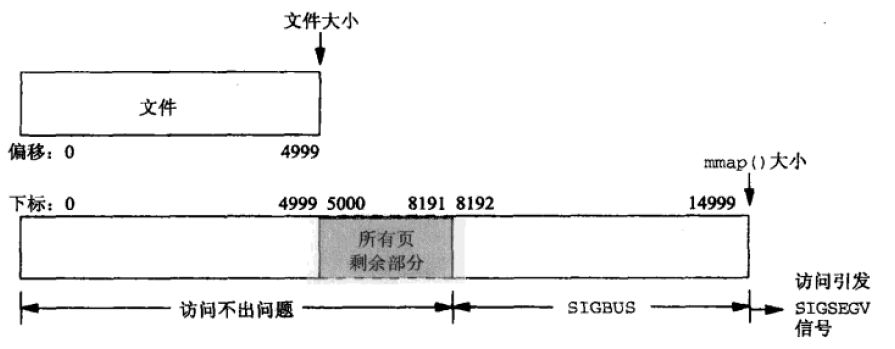 文件大小
文件
偏移：0 4999
mmap()大小
下标：0 4999 5000 8191 8192 14999
所有页
剩余部分
访问不出问题 SIGBUS 访问引发
SIGSEGV
信号